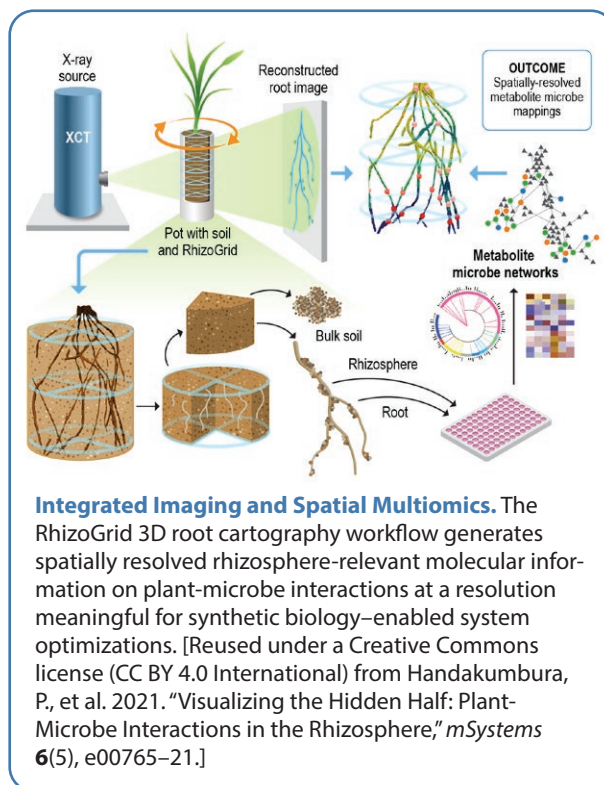 X-ray
source
XCT
Reconstructed
root image
OUTCOME
Spatially-resolved
metabolite microbe
mappings
Pot with soil
and RhizoGrid
Metabolite
microbe networks
Bulk soil
Rhizosphere
Root
Integrated Imaging and Spatial Multiomics. The
RhizoGrid 3D root cartography workflow generates
spatially resolved rhizosphere-relevant molecular infor-
mation on plant-microbe interactions at a resolution
meaningful for synthetic biology–enabled system
optimizations. [Reused under a Creative Commons
license (CC BY 4.0 International) from Handakumbura,
P., et al. 2021. “Visualizing the Hidden Half: Plant-
Microbe Interactions in the Rhizosphere,” mSystems
6(5), e00765–21.]